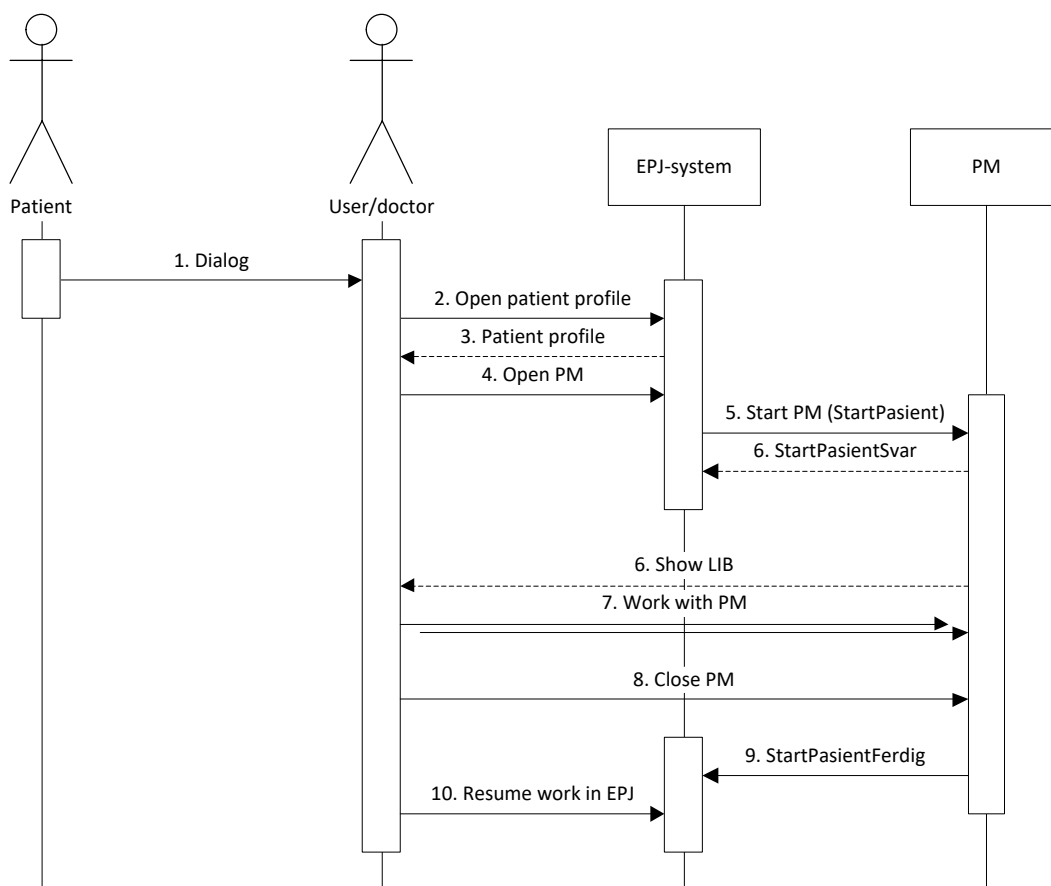 EPJ-system
PM
Patient
User/doctor
1. Dialog
2. Open patient profile
3. Patient profile
4. Open PM
5. Start PM (StartPasient)
6. StartPasientSvar
6. Show LIB
7. Work with PM
8. Close PM
9. StartPasientFerdig
10. Resume work in EPJ